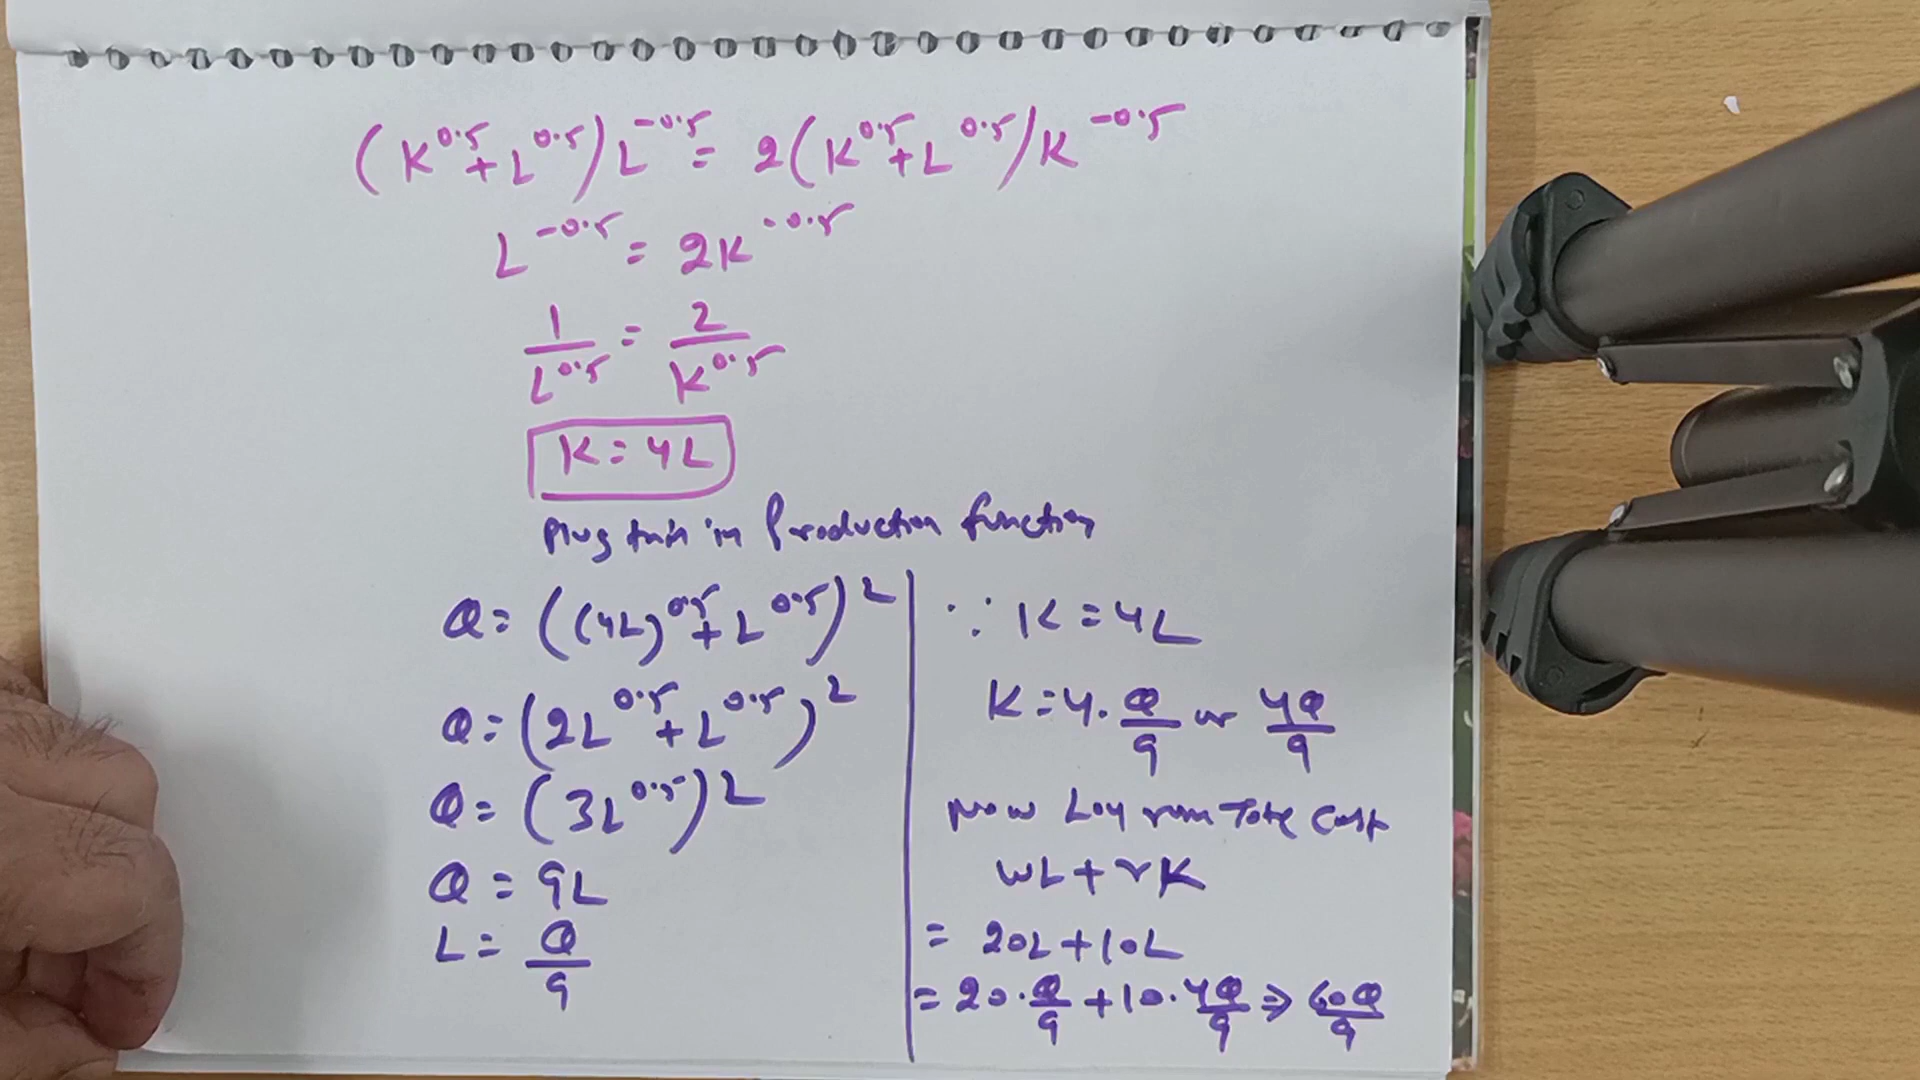 (K^0.5 + L^0.5) L^-0.5 = 2(K^0.5 + L^0.5) K^-0.5
L^-0.5 = 2K^-0.5
1/L^0.5 = 2/K^0.5
K = 4L
Plug this in Production function
Q = ((4L)^0.5 + L^0.5)^2
Q = (2L^0.5 + L^0.5)^2
Q = (3L^0.5)^2
Q = 9L
L = Q/9
∵ K = 4L
K = 4·Q/9 or 4Q/9
Now Long run Total Cost
wL + rK
= 20L + 10L
= 20·Q/9 + 10·4Q/9 ⇒ 60Q/9